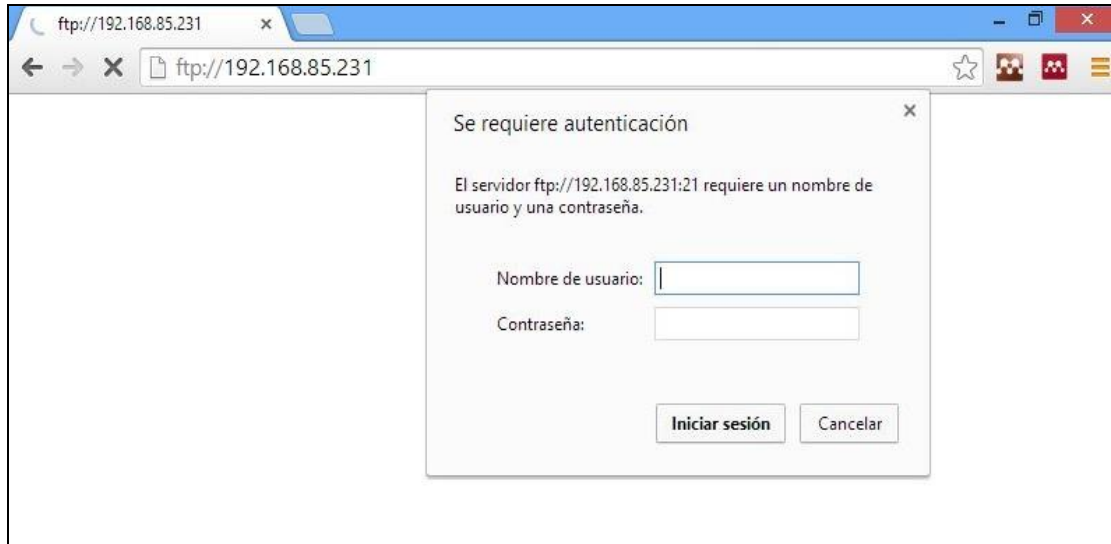 ftp://192.168.85.231
ftp://192.168.85.231
Se requiere autenticación
El servidor ftp://192.168.85.231:21 requiere un nombre de
usuario y una contraseña.
Nombre de usuario:
Contraseña:
Iniciar sesión Cancelar